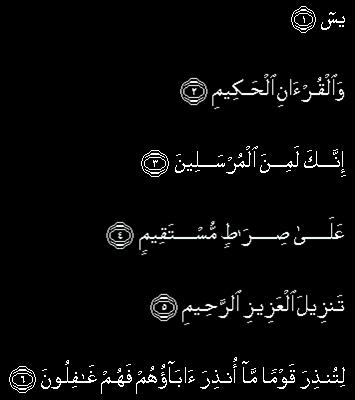 يسٓ ١
وَٱلْقُرْءَانِ ٱلْحَكِيمِ ٢
إِنَّكَ لَمِنَ ٱلْمُرْسَلِينَ ٣
عَلَىٰ صِرَٰطٍ مُّسْتَقِيمٍ ٤
تَنزِيلَ ٱلْعَزِيزِ ٱلرَّحِيمِ ٥
لِتُنذِرَ قَوْمًا مَّآ أُنذِرَ ءَابَآؤُهُمْ فَهُمْ غَٰفِلُونَ ٦